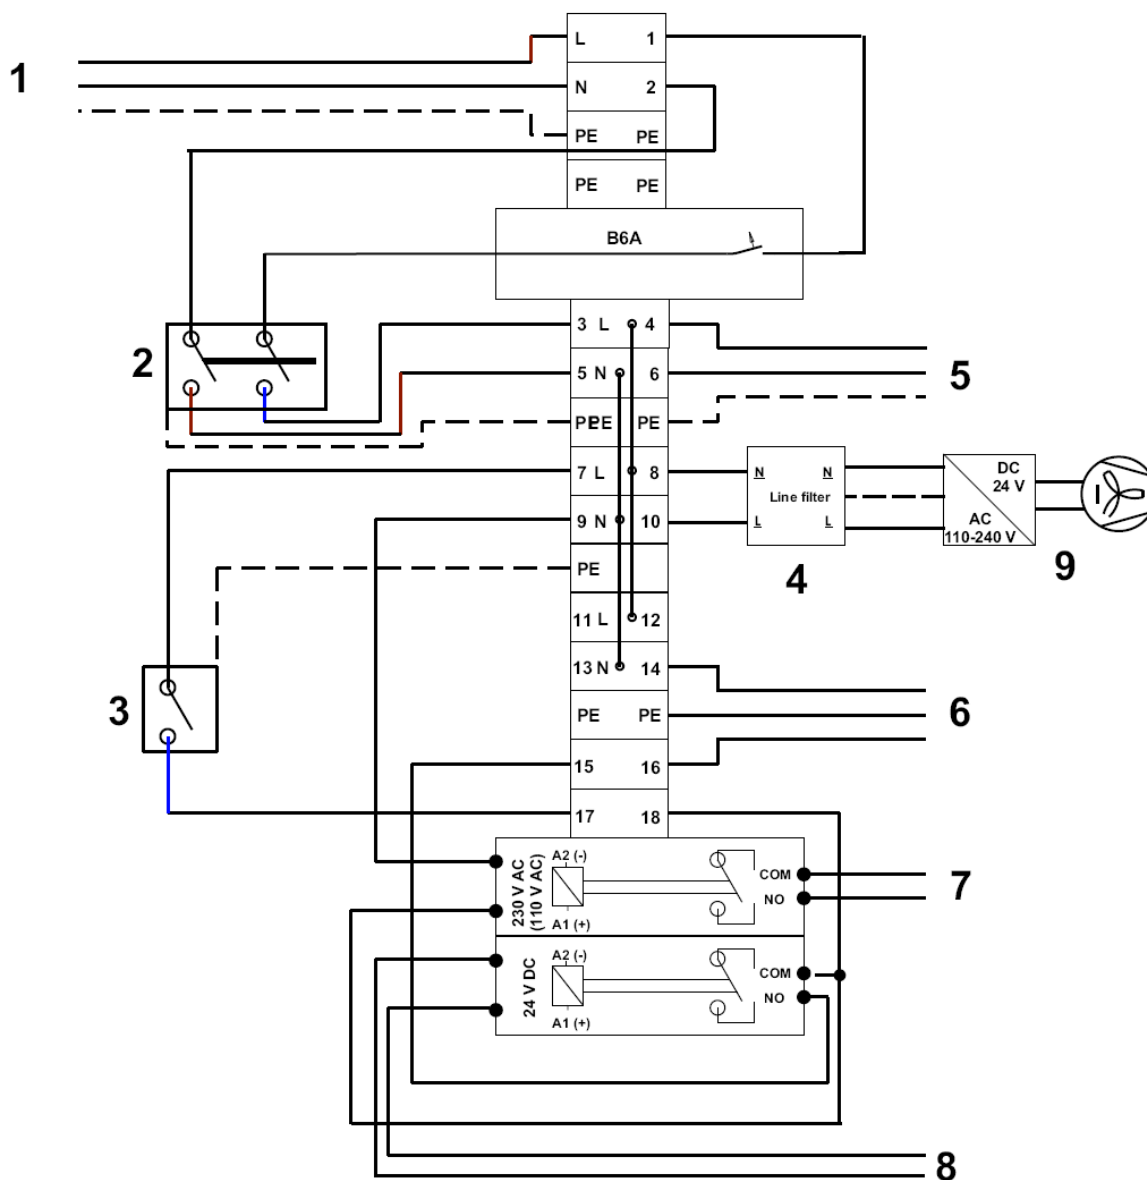 L 1
1
N 2
PE PE
PE PE
B6A
3 L 4
2
5 N 6
5
PE PE PE
7 L 8
N N
Line filter
L L
DC
24 V
AC
110-240 V
9 N 10
4
9
PE
11 L 12
13 N 14
3
6
PE PE
15 16
17 18
230 V AC
(110 V AC)
A2 (-)
A1 (+)
COM
NO
7
24 V DC
A2 (-)
A1 (+)
COM
NO
8